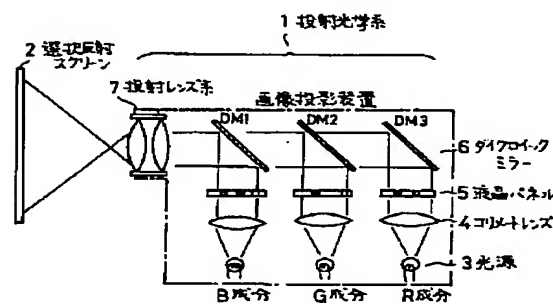 1 投射光学系
2 選択反射
スクリーン
7 投射レンズ系
画像投影装置
DM1 DM2 DM3
6 ダイクロイック
ミラー
5 液晶パネル
4 コリメートレンズ
3 光源
B成分 G成分 R成分